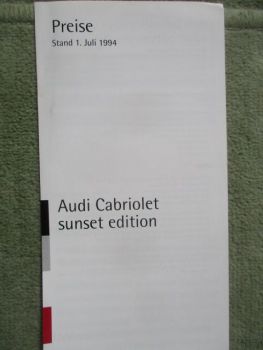 Preise
Stand 1. Juli 1994
Audi Cabriolet
sunset edition